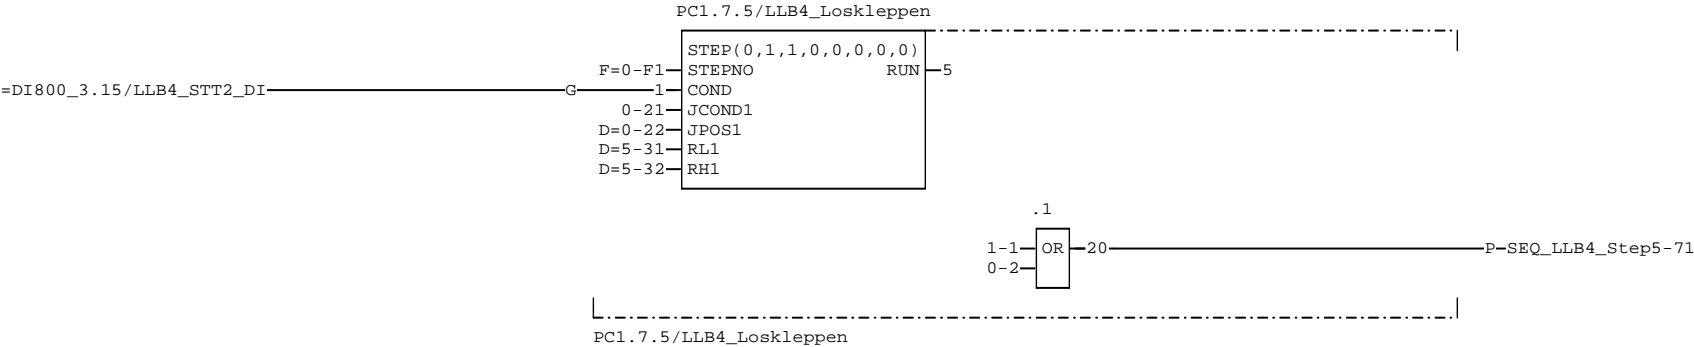 PC1.7.5/LLB4_Loskleppen
STEP(0,1,1,0,0,0,0,0)
F=0-F1 STEPNO RUN 5
=DI800_3.15/LLB4_STT2_DI G 1 COND
0-21 JCOND1
D=0-22 JPOS1
D=5-31 RL1
D=5-32 RH1
.1
1-1 OR 20 P-SEQ_LLB4_Step5-71
0-2
PC1.7.5/LLB4_Loskleppen